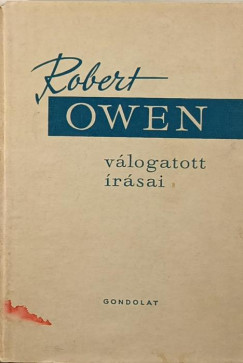 Robert
OWEN
válogatott
írásai
GONDOLAT